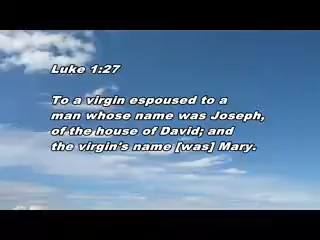 Luke 1:27
To a virgin espoused to a
man whose name was Joseph,
of the house of David; and
the virgin's name [was] Mary.